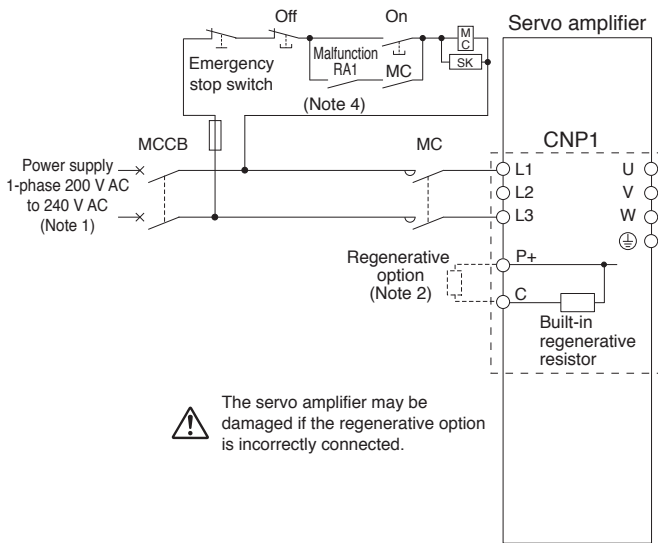 Off
On
Servo amplifier
M
C
SK
Emergency
stop switch
Malfunction
RA1
MC
(Note 4)
CNP1
MCCB
MC
Power supply
1-phase 200 V AC
to 240 V AC
(Note 1)
L1
L2
L3
U
V
W
Regenerative
option
(Note 2)
P+
C
Built-in
regenerative
resistor
The servo amplifier may be
damaged if the regenerative option
is incorrectly connected.